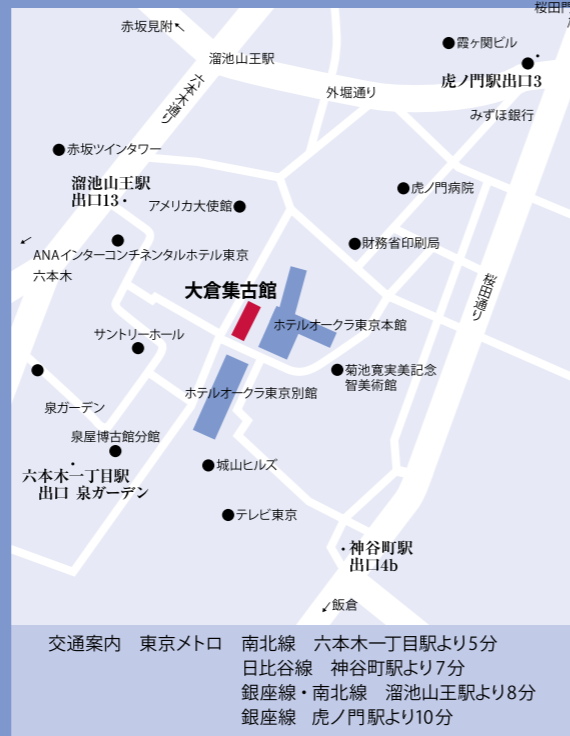 桜田門
赤坂見附
霞ヶ関ビル
溜池山王駅
虎ノ門駅出口3
六本木通り
外堀通り
みずほ銀行
赤坂ツインタワー
溜池山王駅
出口13
アメリカ大使館
虎ノ門病院
財務省印刷局
ANAインターコンチネンタルホテル東京
六本木
桜田通り
大倉集古館
ホテルオークラ東京本館
サントリーホール
菊池寛実美記念
智美術館
ホテルオークラ東京別館
泉ガーデン
泉屋博古館分館
城山ヒルズ
六本木一丁目駅
出口 泉ガーデン
テレビ東京
神谷町駅
出口4b
飯倉
交通案内 東京メトロ 南北線 六本木一丁目駅より5分
日比谷線 神谷町駅より7分
銀座線・南北線 溜池山王駅より8分
銀座線 虎ノ門駅より10分